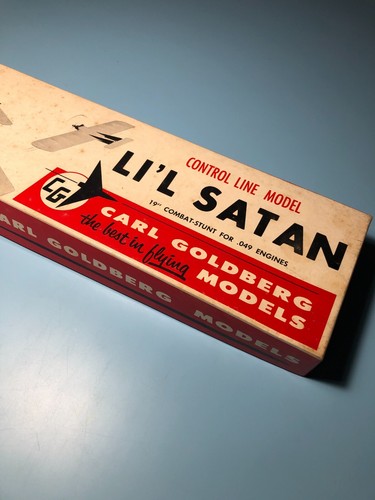 CONTROL LINE MODEL
LI'L SATAN
19" COMBAT-STUNT FOR .049 ENGINES
CG
CARL GOLDBERG
the best in flying MODELS
CARL GOLDBERG MODELS